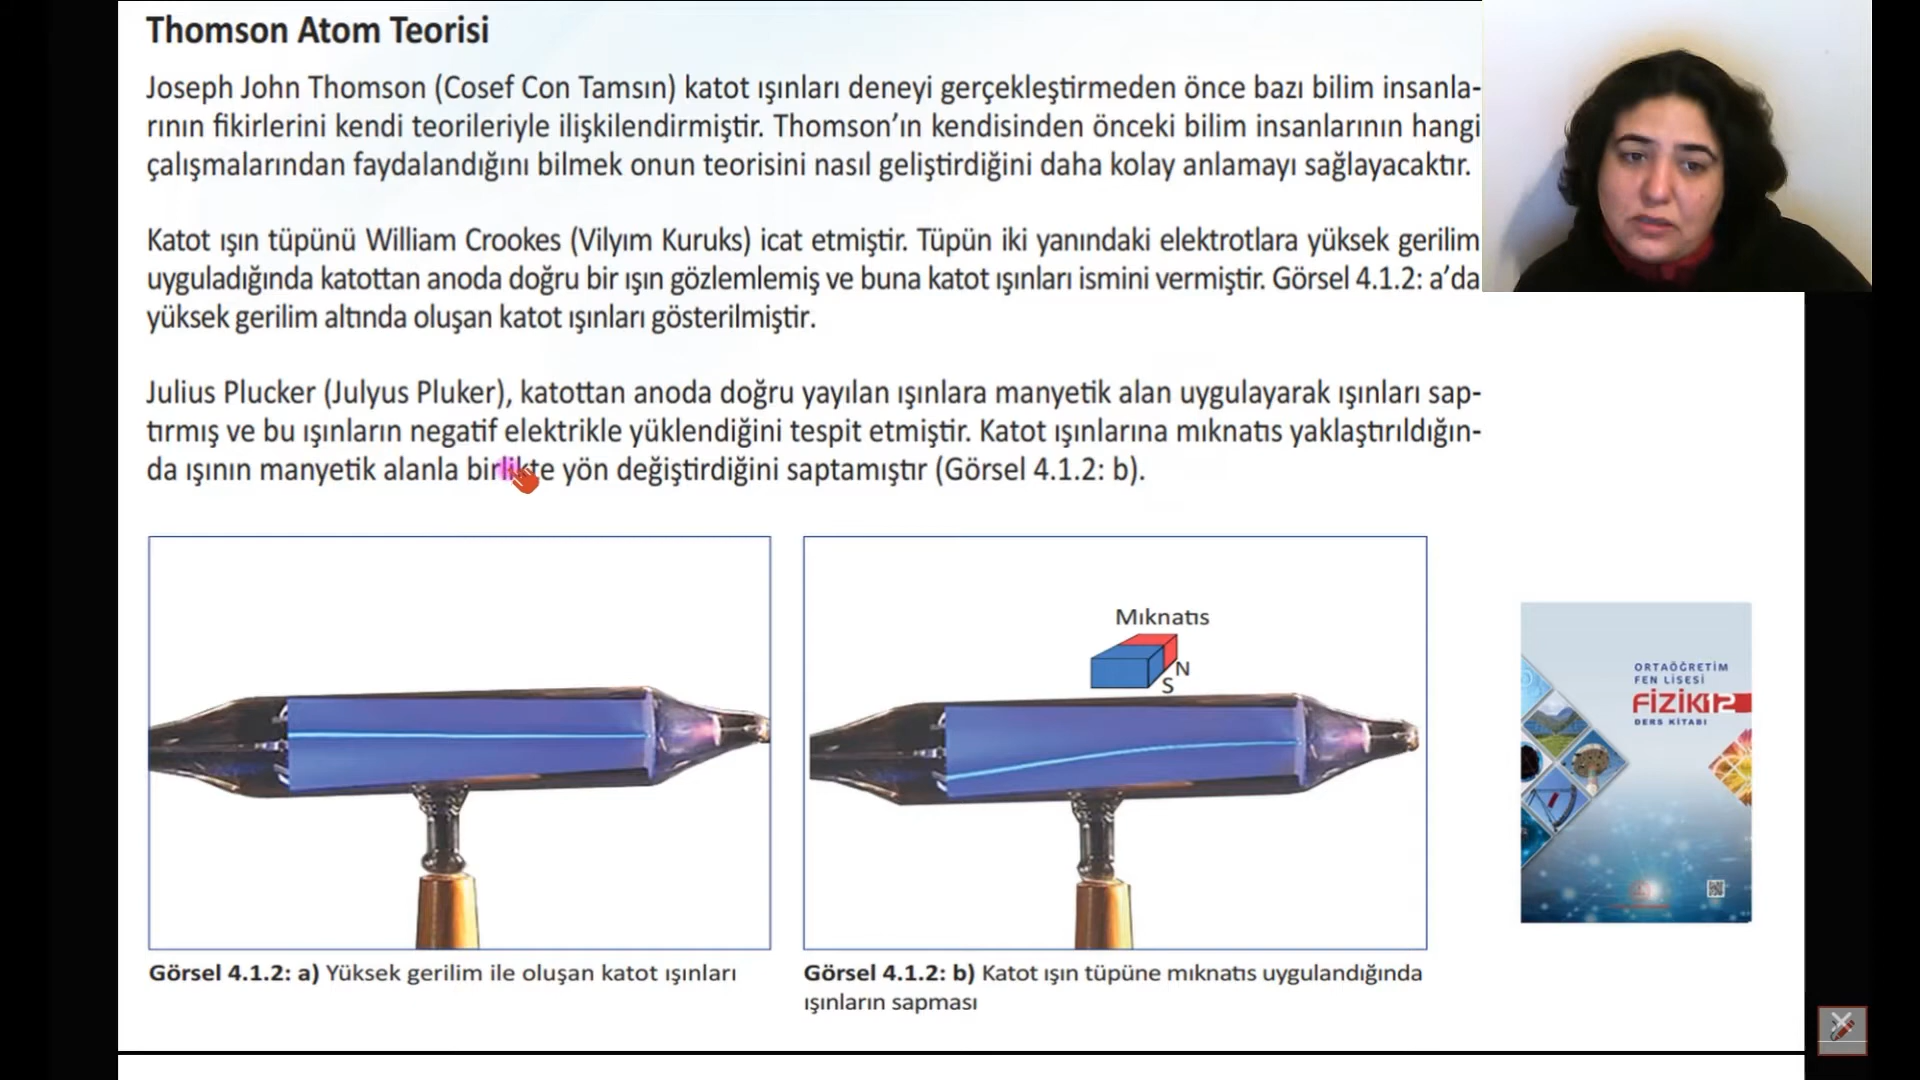 Thomson Atom Teorisi
Joseph John Thomson (Cosef Con Tamsın) katot ışınları deneyi gerçekleştirmeden önce bazı bilim insanla-
rının fikirlerini kendi teorileriyle ilişkilendirmiştir. Thomson’ın kendisinden önceki bilim insanlarının hangi
çalışmalarından faydalandığını bilmek onun teorisini nasıl geliştirdiğini daha kolay anlamayı sağlayacaktır.
Katot ışın tüpünü William Crookes (Vilyım Kuruks) icat etmiştir. Tüpün iki yanındaki elektrotlara yüksek gerilim
uyguladığında katottan anoda doğru bir ışın gözlemlemiş ve buna katot ışınları ismini vermiştir. Görsel 4.1.2: a’da
yüksek gerilim altında oluşan katot ışınları gösterilmiştir.
Julius Plucker (Julyus Pluker), katottan anoda doğru yayılan ışınlara manyetik alan uygulayarak ışınları sap-
tırmış ve bu ışınların negatif elektrikle yüklendiğini tespit etmiştir. Katot ışınlarına mıknatıs yaklaştırıldığın-
da ışının manyetik alanla birlikte yön değiştirdiğini saptamıştır (Görsel 4.1.2: b).
Mıknatıs
N
S
Görsel 4.1.2: a) Yüksek gerilim ile oluşan katot ışınları
Görsel 4.1.2: b) Katot ışın tüpüne mıknatıs uygulandığında
ışınların sapması
ORTAÖĞRETİM
FEN LİSESİ
FİZİK 12
DERS KİTABI